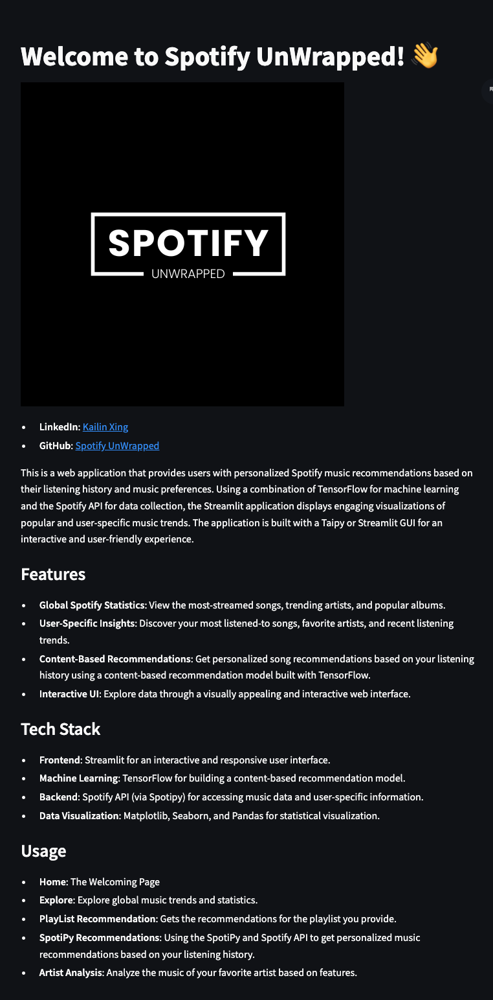 Welcome to Spotify UnWrapped! 👋
SPOTIFY
UNWRAPPED
• LinkedIn: Kailin Xing
• GitHub: Spotify UnWrapped
This is a web application that provides users with personalized Spotify music recommendations based on
their listening history and music preferences. Using a combination of TensorFlow for machine learning
and the Spotify API for data collection, the Streamlit application displays engaging visualizations of
popular and user-specific music trends. The application is built with a Taipy or Streamlit GUI for an
interactive and user-friendly experience.
Features
• Global Spotify Statistics: View the most-streamed songs, trending artists, and popular albums.
• User-Specific Insights: Discover your most listened-to songs, favorite artists, and recent listening
trends.
• Content-Based Recommendations: Get personalized song recommendations based on your listening
history using a content-based recommendation model built with TensorFlow.
• Interactive UI: Explore data through a visually appealing and interactive web interface.
Tech Stack
• Frontend: Streamlit for an interactive and responsive user interface.
• Machine Learning: TensorFlow for building a content-based recommendation model.
• Backend: Spotify API (via Spotipy) for accessing music data and user-specific information.
• Data Visualization: Matplotlib, Seaborn, and Pandas for statistical visualization.
Usage
• Home: The Welcoming Page
• Explore: Explore global music trends and statistics.
• PlayList Recommendation: Gets the recommendations for the playlist you provide.
• SpotiPy Recommendations: Using the SpotiPy and Spotify API to get personalized music
recommendations based on your listening history.
• Artist Analysis: Analyze the music of your favorite artist based on features.